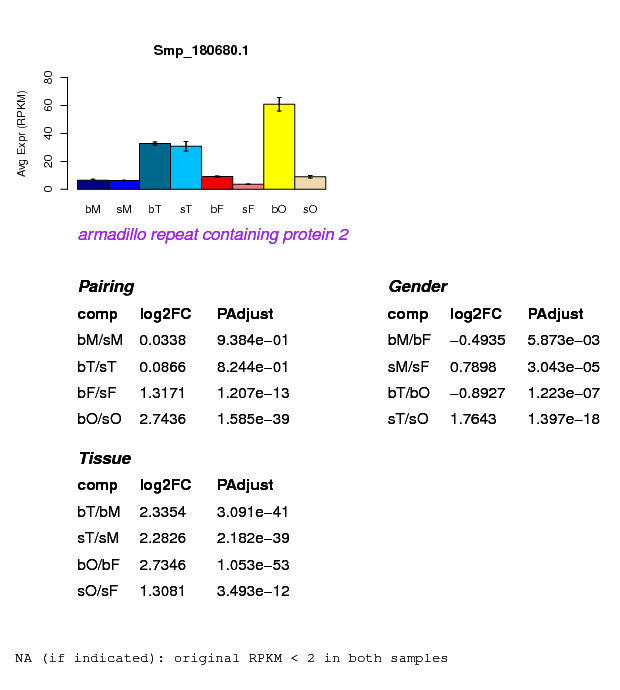 Smp_180680.1
Avg Expr (RPKM)
80
60
40
20
0
bM sM bT sT bF sF bO sO
armadillo repeat containing protein 2
Pairing
comp log2FC PAdjust
bM/sM 0.0338 9.384e−01
bT/sT 0.0866 8.244e−01
bF/sF 1.3171 1.207e−13
bO/sO 2.7436 1.585e−39
Gender
comp log2FC PAdjust
bM/bF −0.4935 5.873e−03
sM/sF 0.7898 3.043e−05
bT/bO −0.8927 1.223e−07
sT/sO 1.7643 1.397e−18
Tissue
comp log2FC PAdjust
bT/bM 2.3354 3.091e−41
sT/sM 2.2826 2.182e−39
bO/bF 2.7346 1.053e−53
sO/sF 1.3081 3.493e−12
NA (if indicated): original RPKM < 2 in both samples